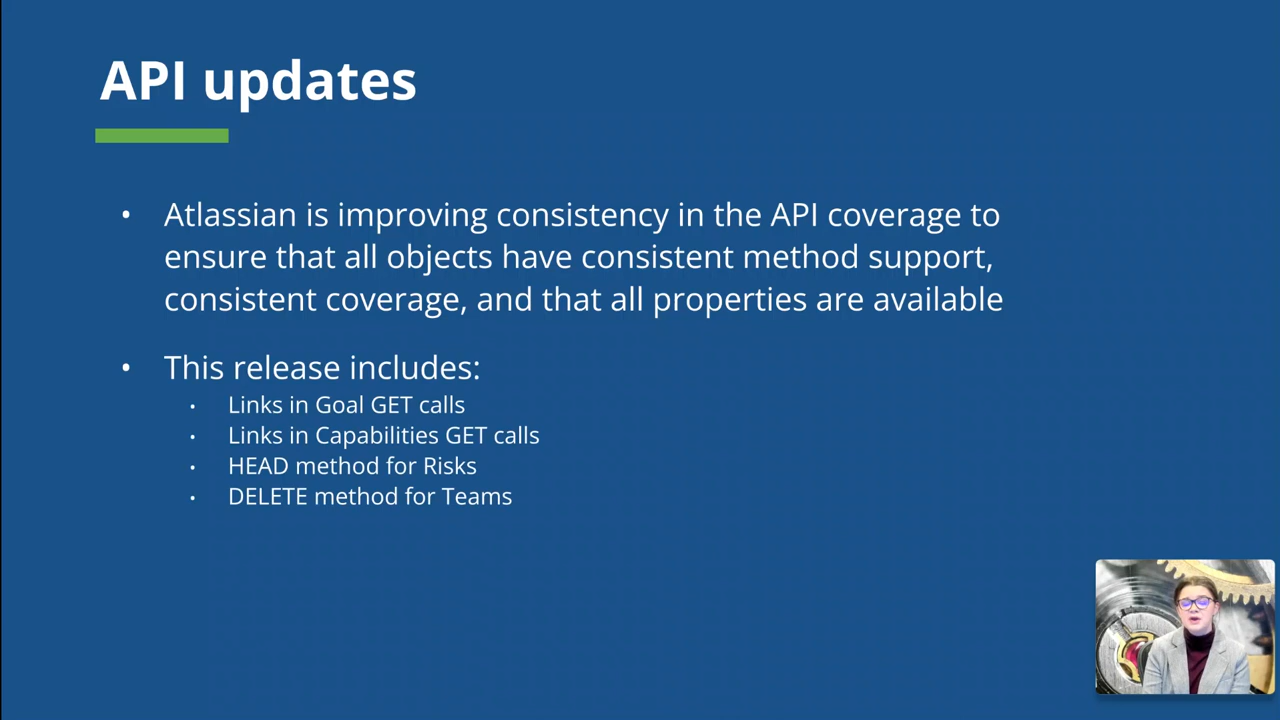 API updates
• Atlassian is improving consistency in the API coverage to
ensure that all objects have consistent method support,
consistent coverage, and that all properties are available
• This release includes:
• Links in Goal GET calls
• Links in Capabilities GET calls
• HEAD method for Risks
• DELETE method for Teams